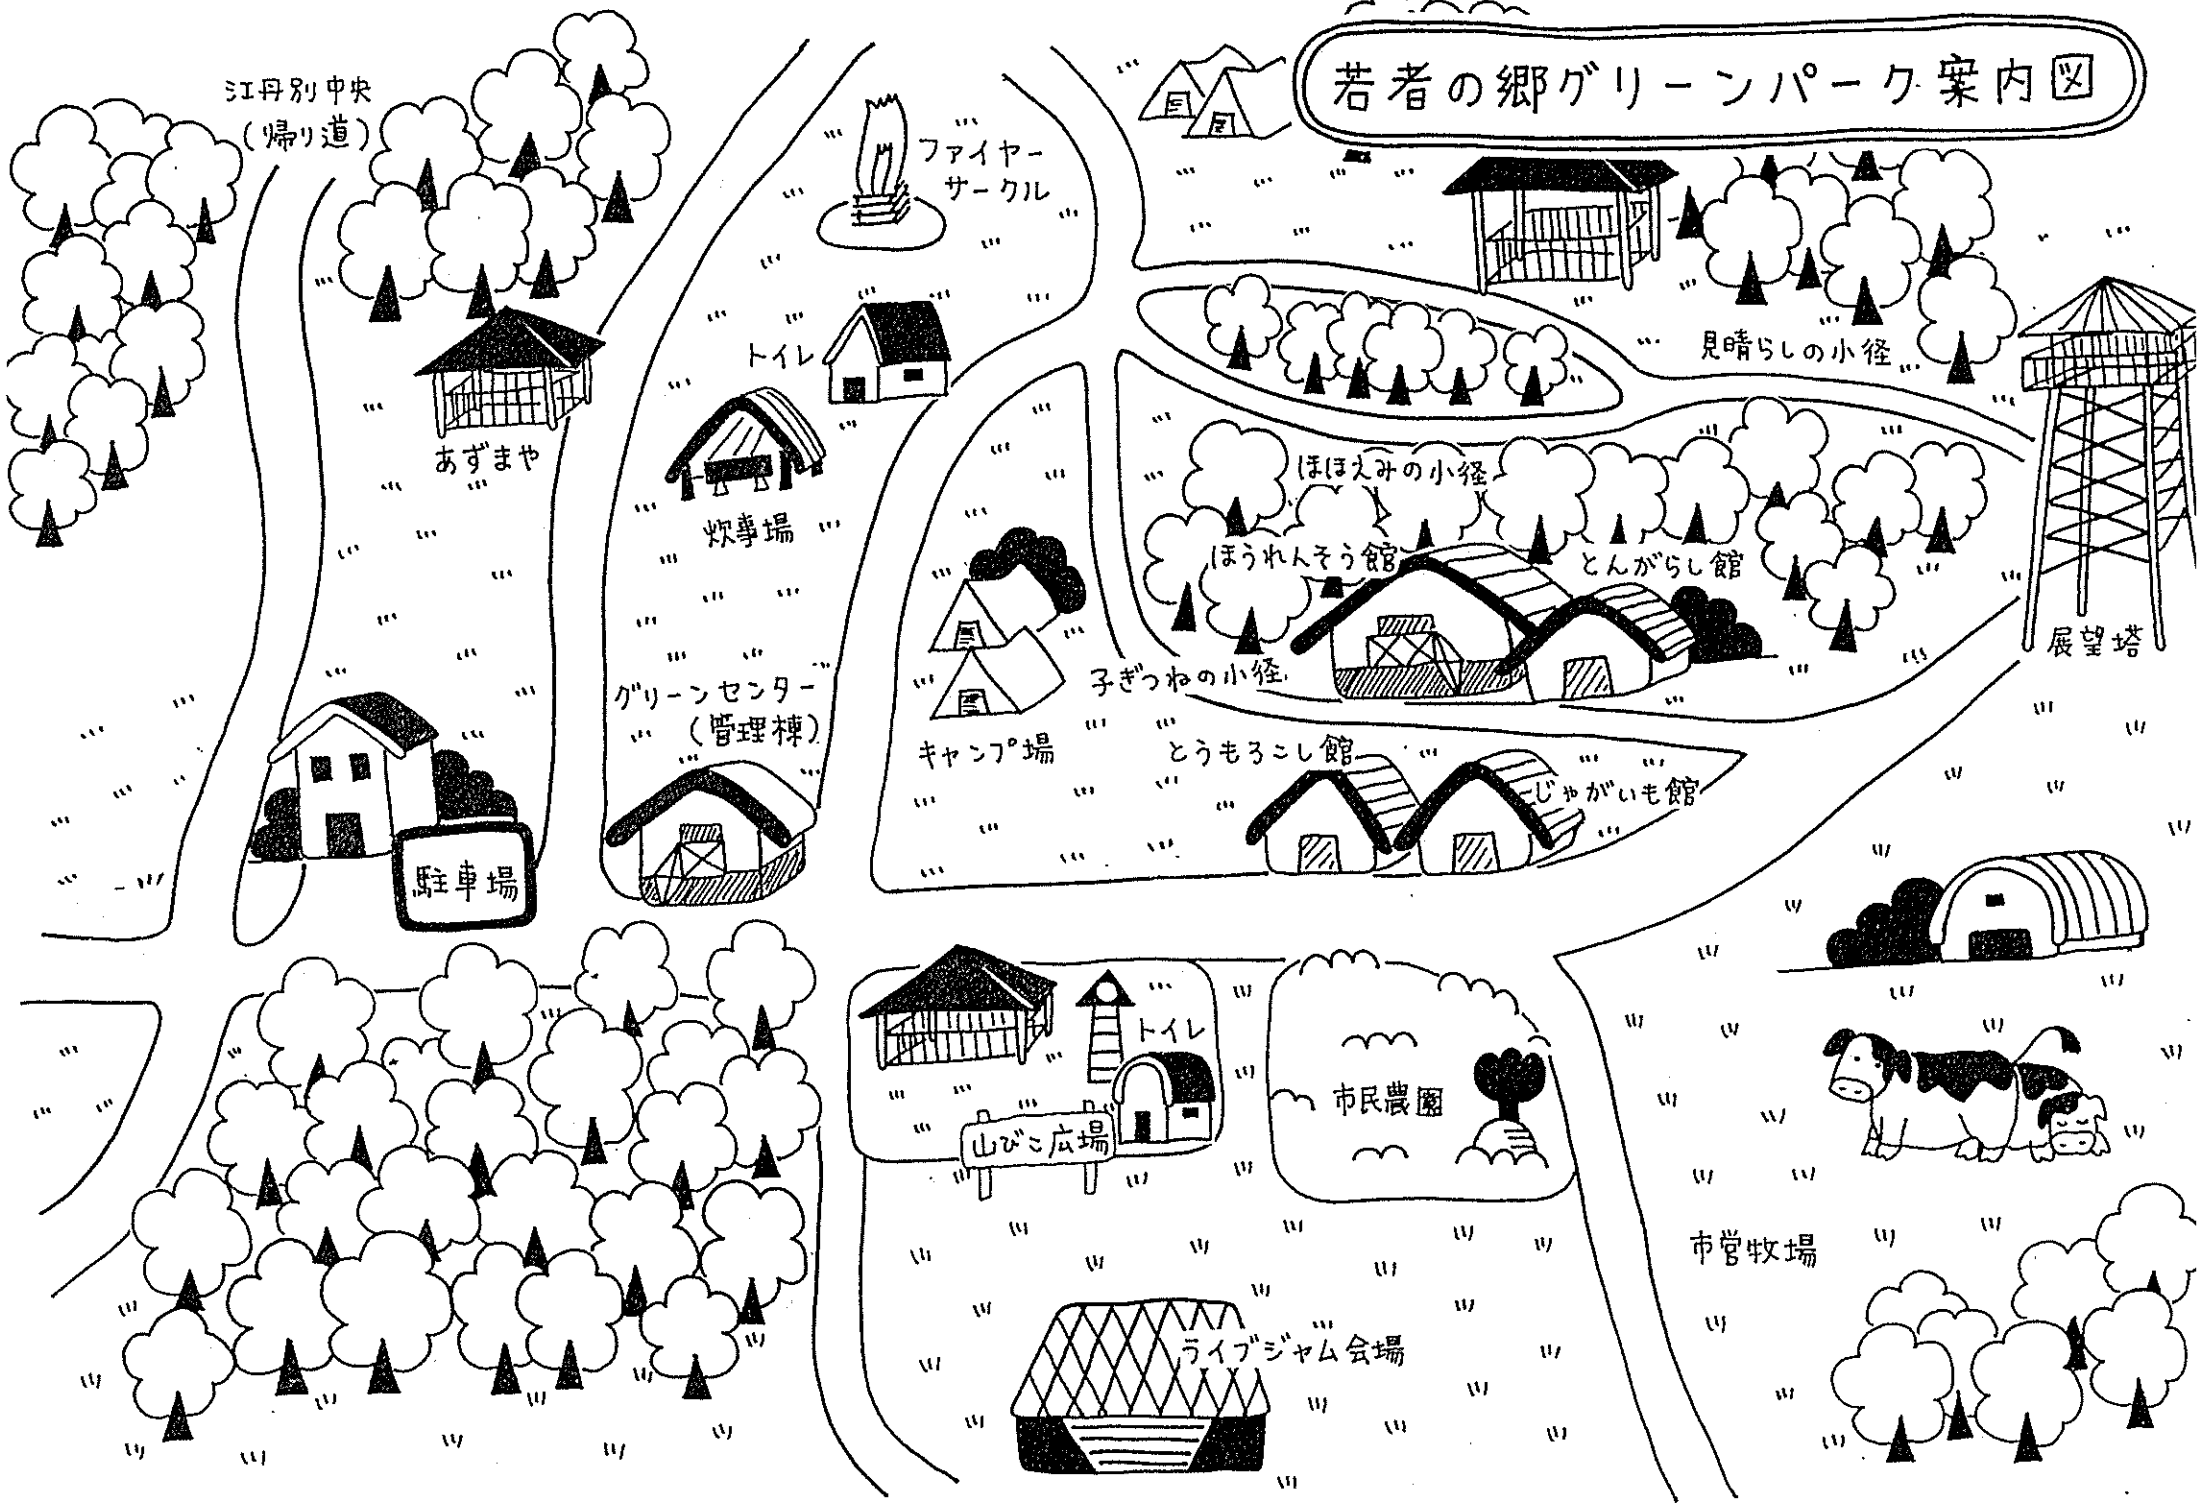 若者の郷グリーンパーク案内図
江丹別中央
(帰り道)
ファイヤー
サークル
トイレ
見晴らしの小径
あずまや
炊事場
ほほえみの小径
ほうれんそう館
とんがらし館
展望塔
子ぎつねの小径
グリーンセンター
(管理棟)
キャンプ場
とうもろこし館
じゃがいも館
駐車場
トイレ
市民農園
山びこ広場
市営牧場
ライブジャム会場